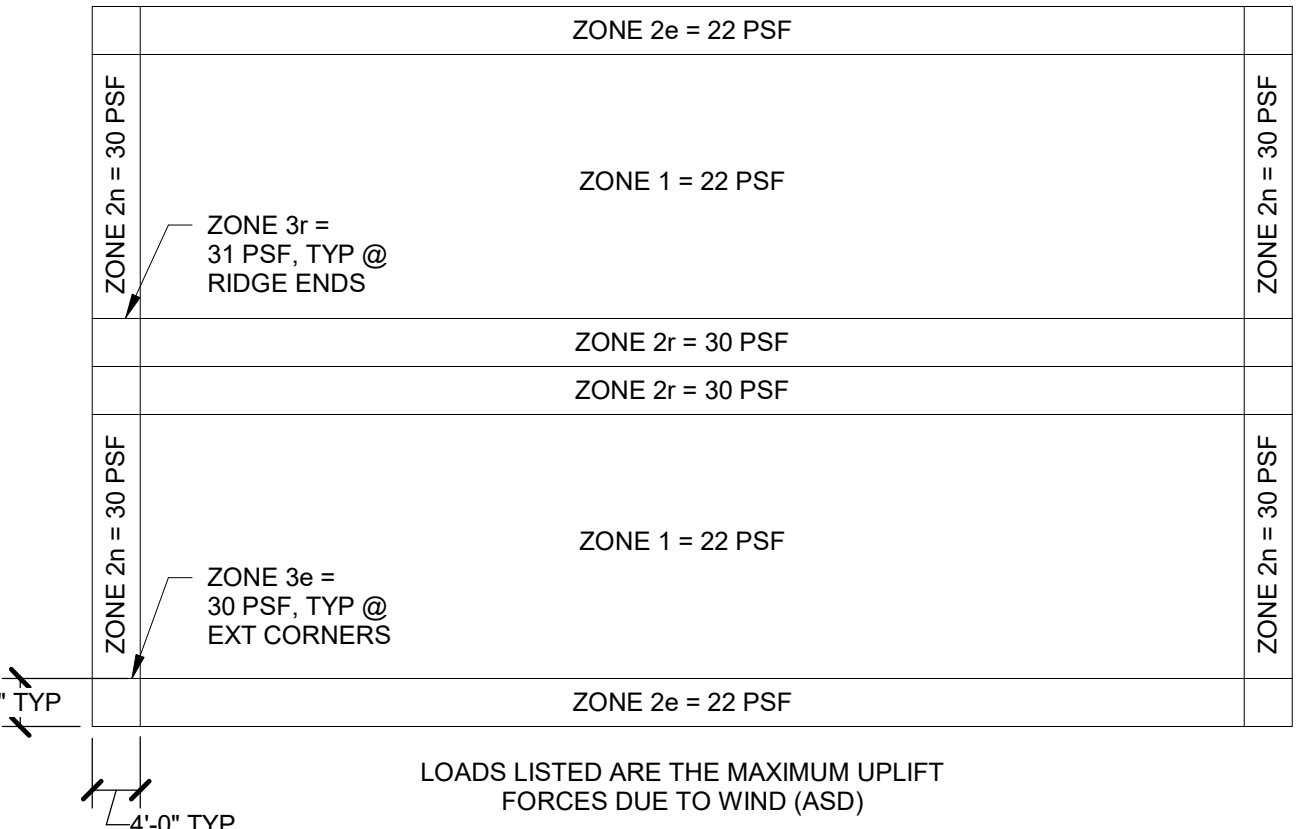 ZONE 2e = 22 PSF
ZONE 2n = 30 PSF
ZONE 1 = 22 PSF
ZONE 2n = 30 PSF
ZONE 3r =
31 PSF, TYP @
RIDGE ENDS
ZONE 2r = 30 PSF
ZONE 2r = 30 PSF
ZONE 2n = 30 PSF
ZONE 1 = 22 PSF
ZONE 2n = 30 PSF
ZONE 3e =
30 PSF, TYP @
EXT CORNERS
" TYP
ZONE 2e = 22 PSF
LOADS LISTED ARE THE MAXIMUM UPLIFT
FORCES DUE TO WIND (ASD)
4'-0" TYP